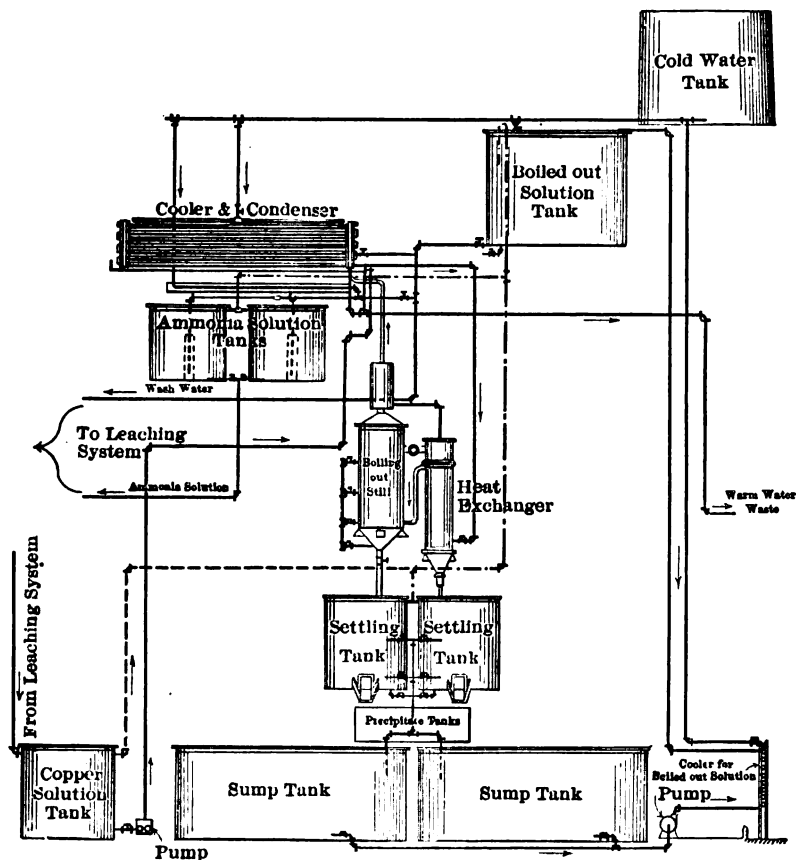 Cold Water
Tank
Boiled out
Solution
Tank
Cooler & Condenser
Ammonia Solution
Tanks
Wash Water
To Leaching
System
Ammonia Solution
Boiling
out
Still
Heat
Exchanger
Warm Water
Waste
From Leaching System
Settling
Tank
Settling
Tank
Precipitate Tanks
Copper
Solution
Tank
Sump Tank
Sump Tank
Cooler for
Boiled out Solution
Pump
Pump